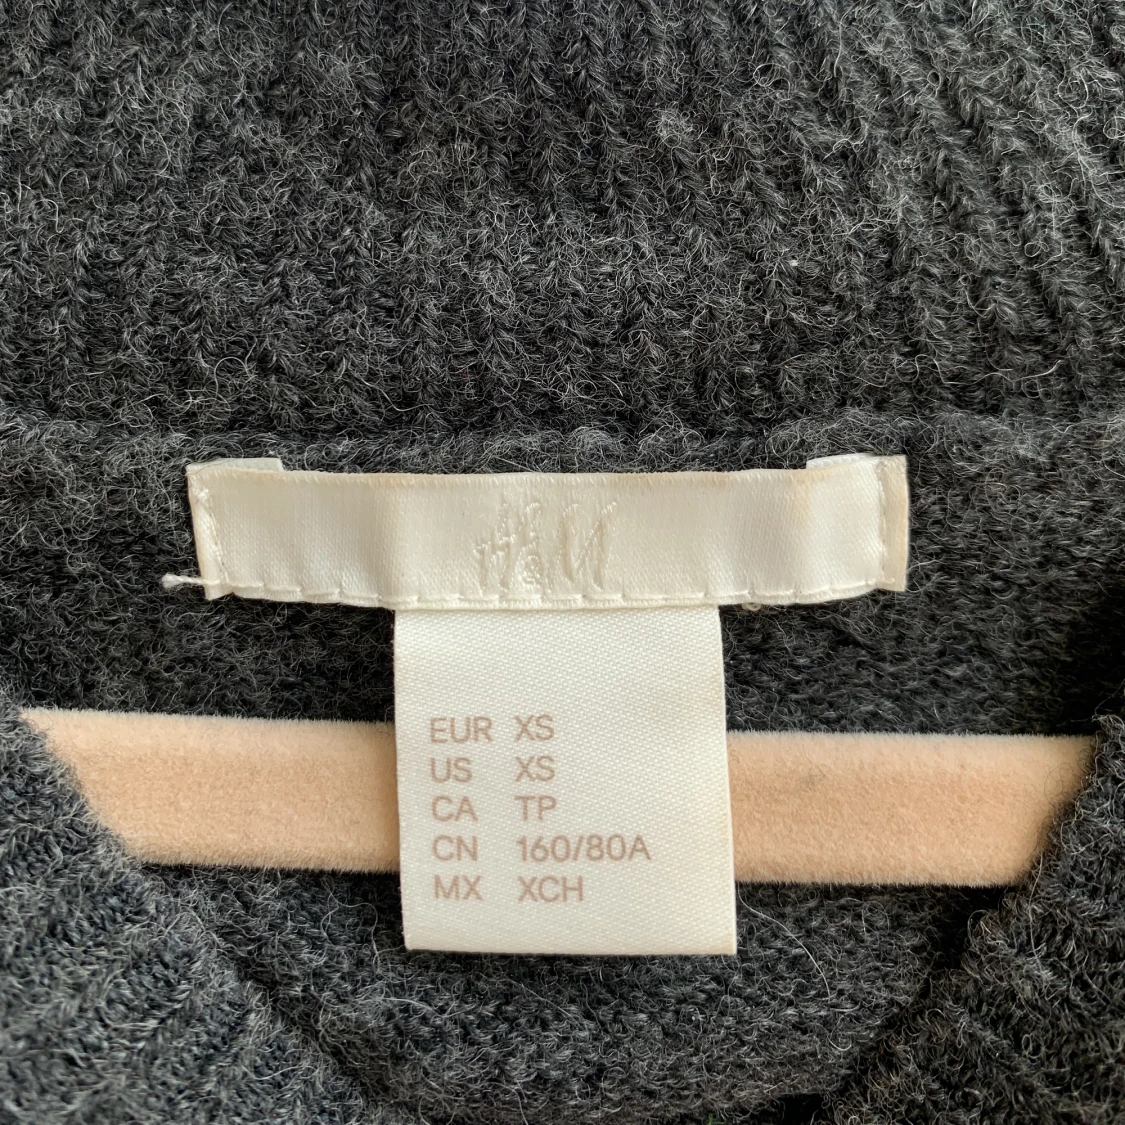 H&M
EUR XS
US XS
CA TP
CN 160/80A
MX XCH